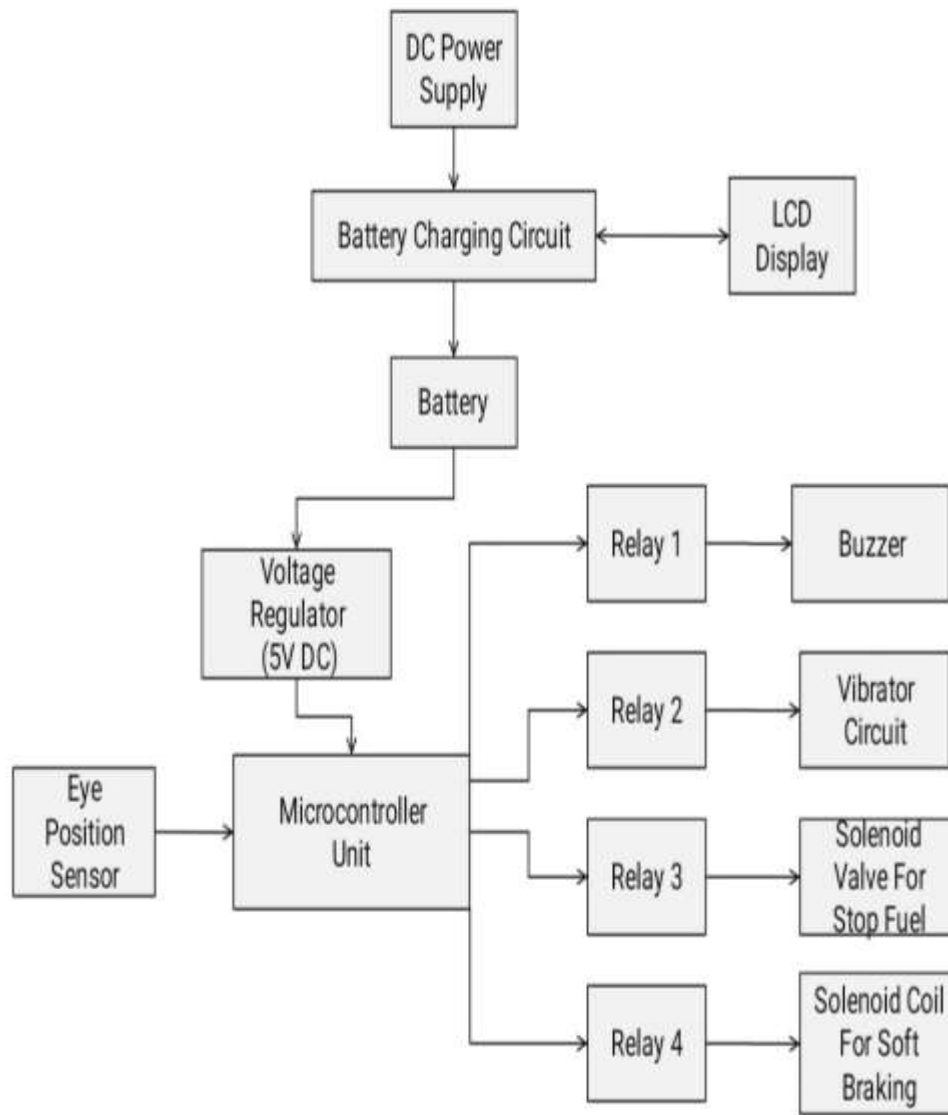 DC Power
Supply
Battery Charging Circuit
LCD
Display
Battery
Voltage
Regulator
(5V DC)
Relay 1
Buzzer
Relay 2
Vibrator
Circuit
Eye
Position
Sensor
Microcontroller
Unit
Relay 3
Solenoid
Valve For
Stop Fuel
Relay 4
Solenoid Coil
For Soft
Braking